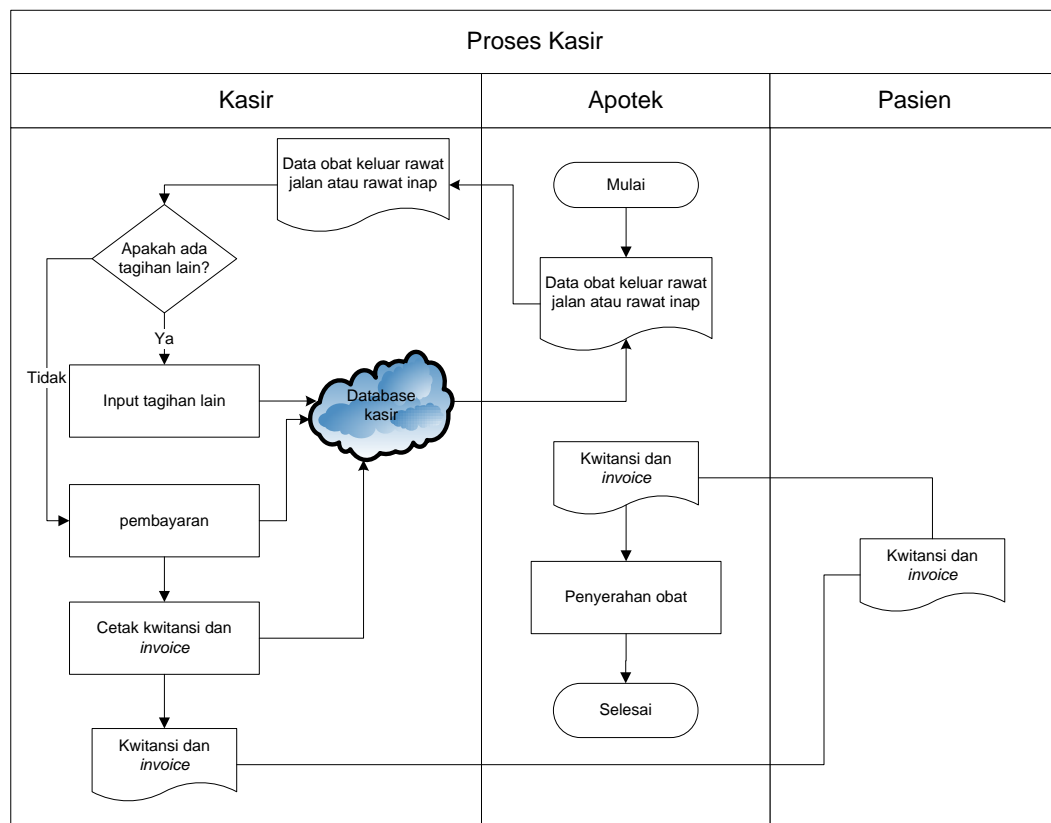 Proses Kasir
Kasir
Apotek
Pasien
Data obat keluar rawat
jalan atau rawat inap
Mulai
Apakah ada
tagihan lain?
Data obat keluar rawat
jalan atau rawat inap
Ya
Tidak
Input tagihan lain
Database
kasir
Kwitansi dan
invoice
pembayaran
Kwitansi dan
invoice
Penyerahan obat
Cetak kwitansi dan
invoice
Selesai
Kwitansi dan
invoice